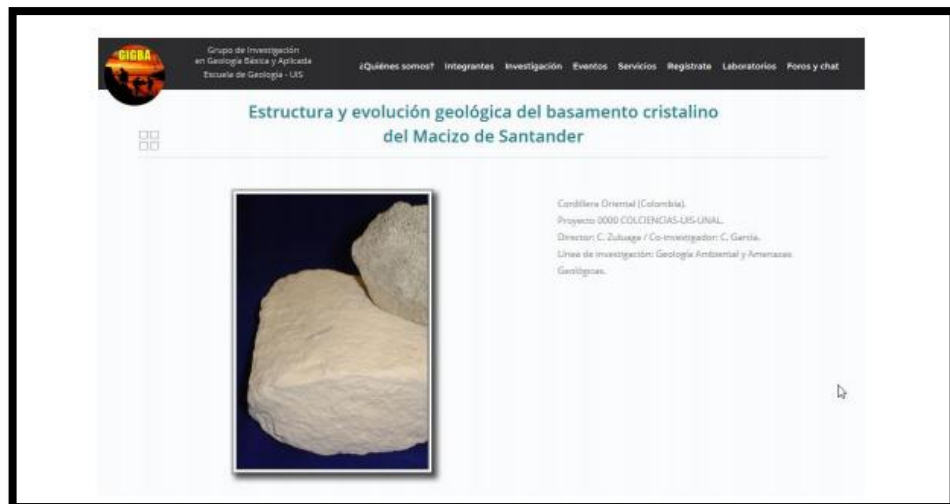 GIGBA
Grupo de Investigación
en Geología Básica y Aplicada
Escuela de Geología - UIS
¿Quiénes somos? Integrantes Investigación Eventos Servicios Regístrate Laboratorios Foros y chat
Estructura y evolución geológica del basamento cristalino
del Macizo de Santander
Cordillera Oriental (Colombia).
Proyecto 0000 COLCIENCIAS-UIS-UNAL.
Director: C. Zuluaga / Co-investigador: C. García.
Línea de investigación: Geología Ambiental y Amenazas
Geológicas.